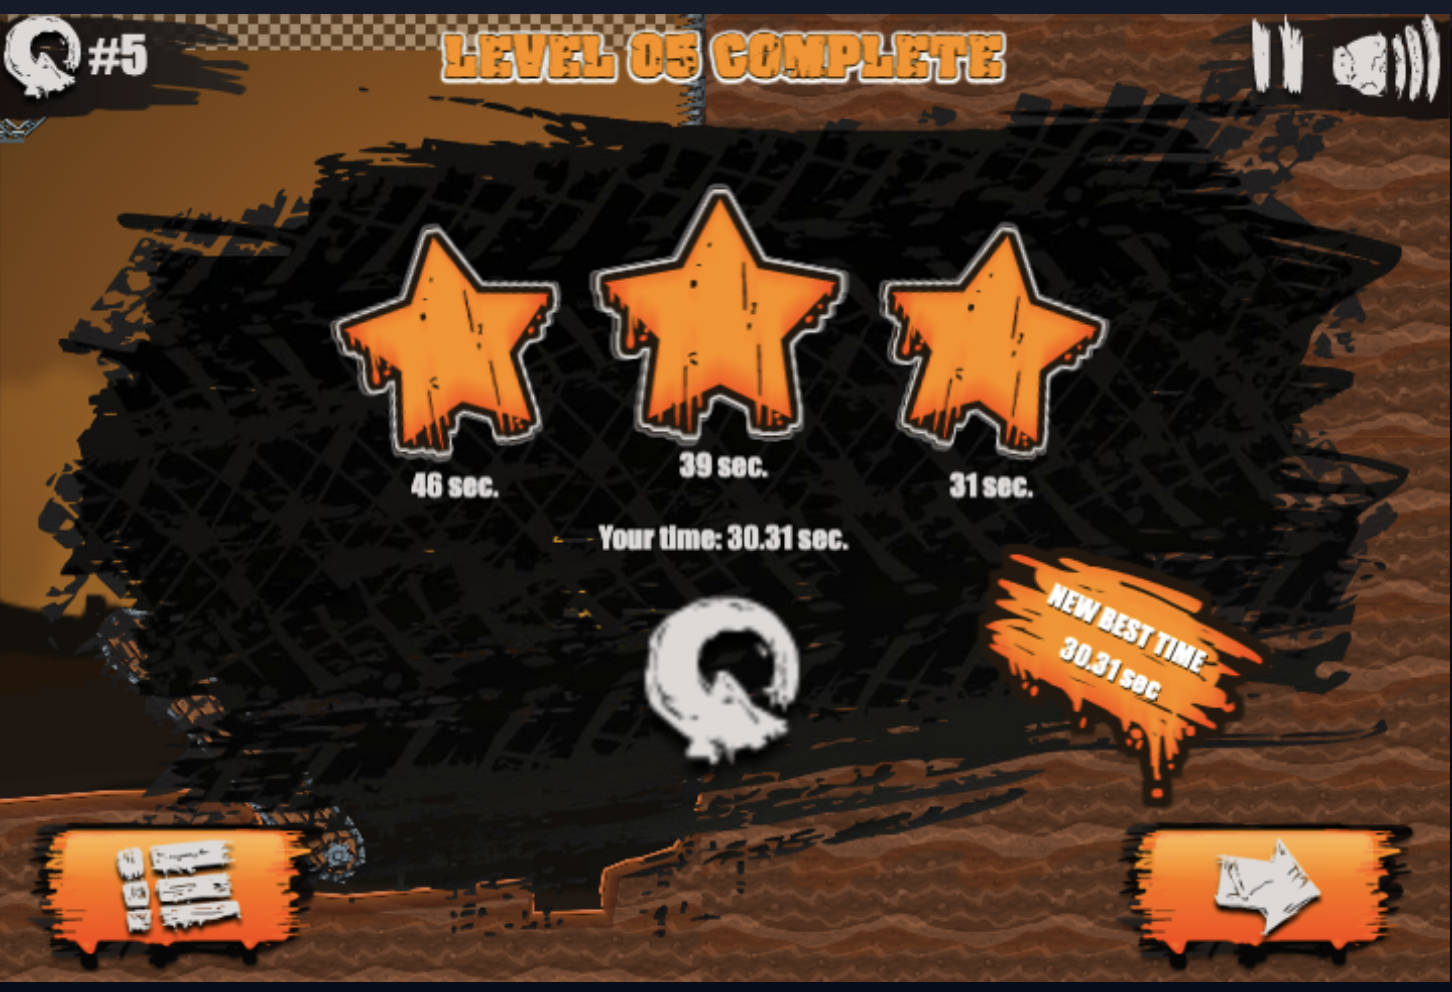 #5
LEVEL 05 COMPLETE
46 sec.
39 sec.
31 sec.
Your time: 30.31 sec.
NEW BEST TIME
30.31 sec